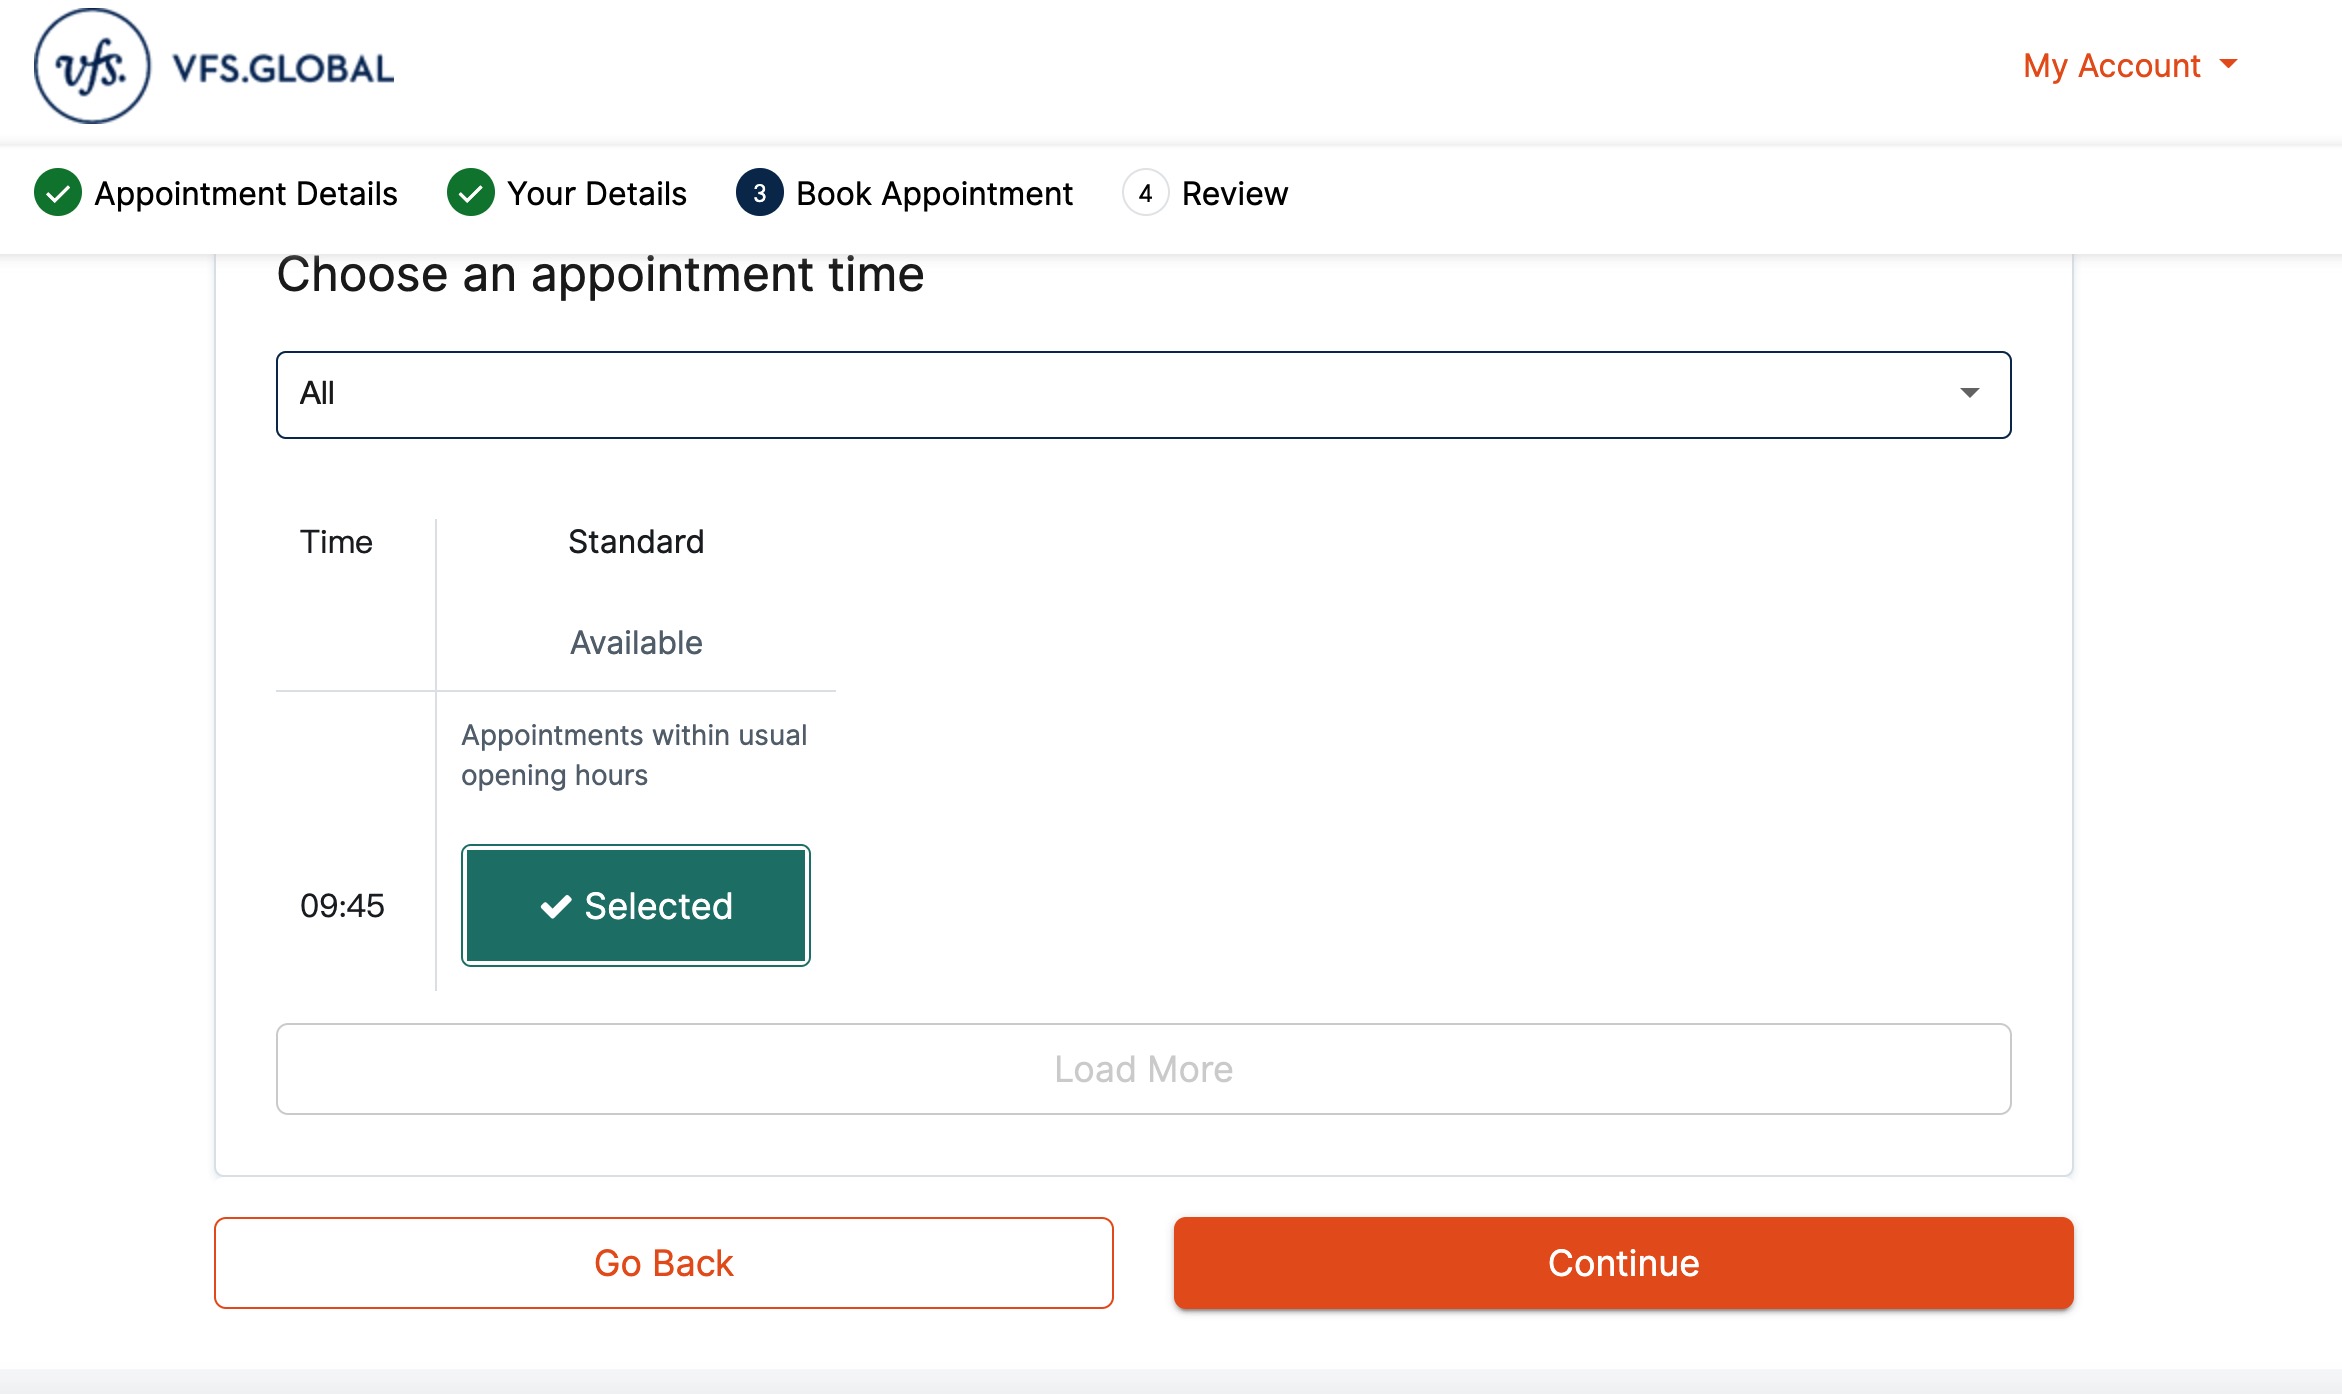 vfs. VFS.GLOBAL
My Account
Appointment Details
Your Details
3 Book Appointment
4 Review
Choose an appointment time
All
Time
Standard
Available
Appointments within usual
opening hours
09:45
Selected
Load More
Go Back
Continue